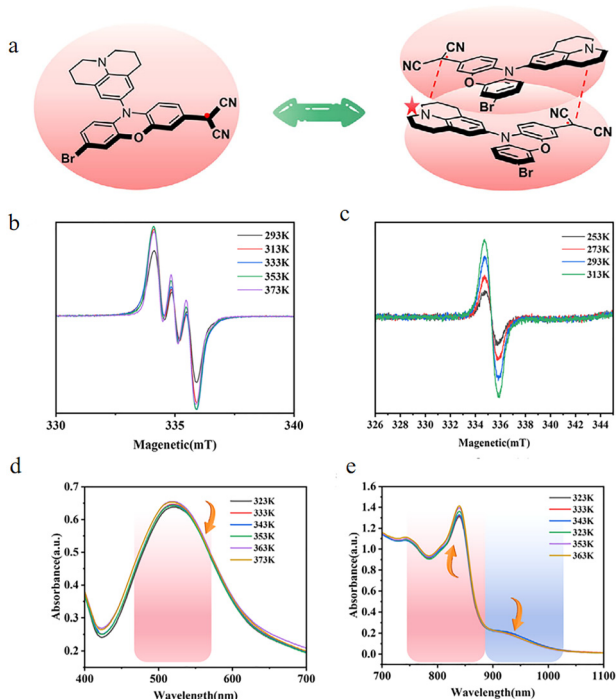 a
N
O
Br
CN
CN
CN
NC
N
N
O
Br
N
N
CN
NC
O
Br
b
293K
313K
333K
353K
373K
330
335
340
Magenetic(mT)
c
253K
273K
293K
313K
326
328
330
332
334
336
338
340
342
344
Magenetic(mT)
d
323K
333K
343K
353K
363K
373K
0.8
0.7
0.6
0.5
0.4
0.3
0.2
Absorbance(a.u.)
400
500
600
700
Wavelength(nm)
e
323K
333K
343K
323K
353K
363K
1.6
1.4
1.2
1.0
0.8
0.6
0.4
0.2
0.0
Absorbance(a.u.)
700
800
900
1000
1100
Wavelength(nm)